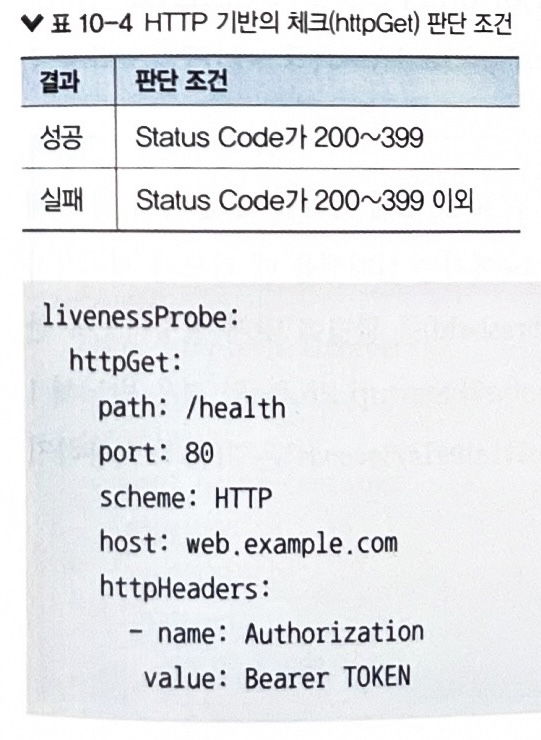 표 10-4 HTTP 기반의 체크(httpGet) 판단 조건
결과 판단 조건
성공 Status Code가 200~399
실패 Status Code가 200~399 이외
livenessProbe:
  httpGet:
    path: /health
    port: 80
    scheme: HTTP
    host: web.example.com
    httpHeaders:
      - name: Authorization
        value: Bearer TOKEN